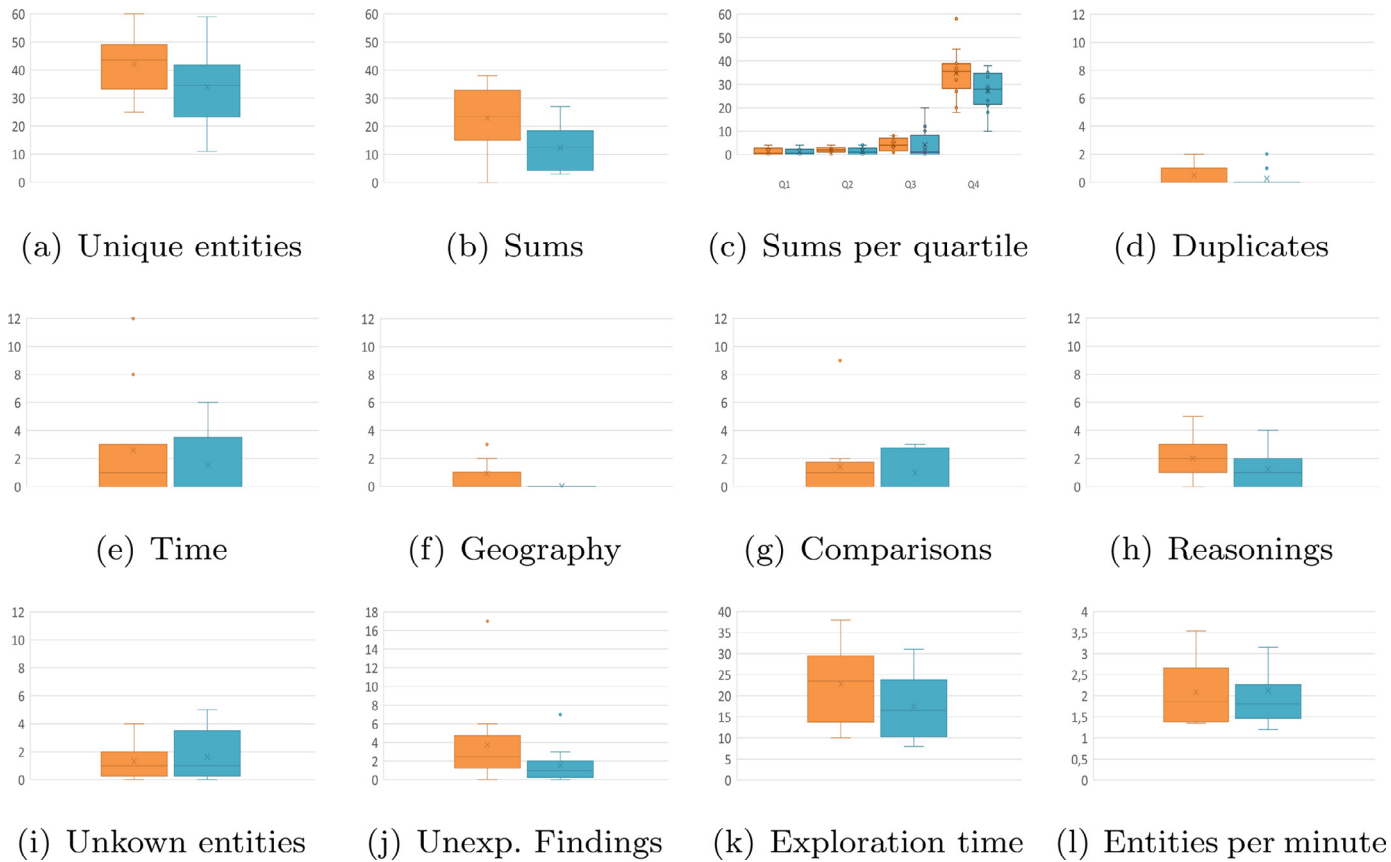 60 50 40 30 20 10 0
60 50 40 30 20 10 0
60 50 40 30 20 10 0
Q1 Q2 Q3 Q4
12 10 8 6 4 2 0
(a) Unique entities
(b) Sums
(c) Sums per quartile
(d) Duplicates
12 10 8 6 4 2 0
12 10 8 6 4 2 0
12 10 8 6 4 2 0
12 10 8 6 4 2 0
(e) Time
(f) Geography
(g) Comparisons
(h) Reasonings
12 10 8 6 4 2 0
18 16 14 12 10 8 6 4 2 0
40 35 30 25 20 15 10 5 0
4 3,5 3 2,5 2 1,5 1 0,5 0
(i) Unkown entities
(j) Unexp. Findings
(k) Exploration time
(l) Entities per minute